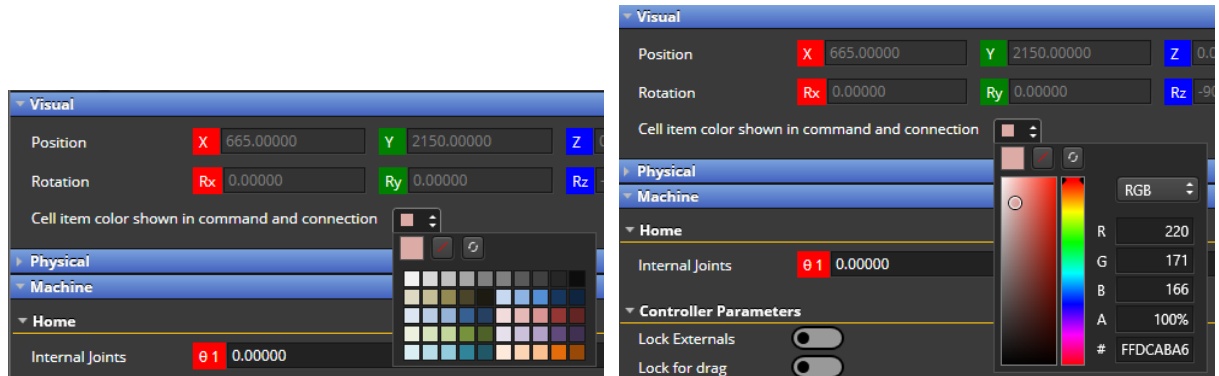 Visual
Position X 665.00000 Y 2150.00000 Z
Rotation Rx 0.00000 Ry 0.00000 Rz
Cell item color shown in command and connection
Physical
Machine
Home
Internal Joints θ 1 0.00000
Visual
Position X 665.00000 Y 2150.00000 Z 0.0
Rotation Rx 0.00000 Ry 0.00000 Rz -90
Cell item color shown in command and connection
Physical
Machine
RGB
Home
R 220
Internal Joints θ 1 0.00000
G 171
B 166
Controller Parameters
A 100%
Lock Externals
# FFDCABA6
Lock for drag